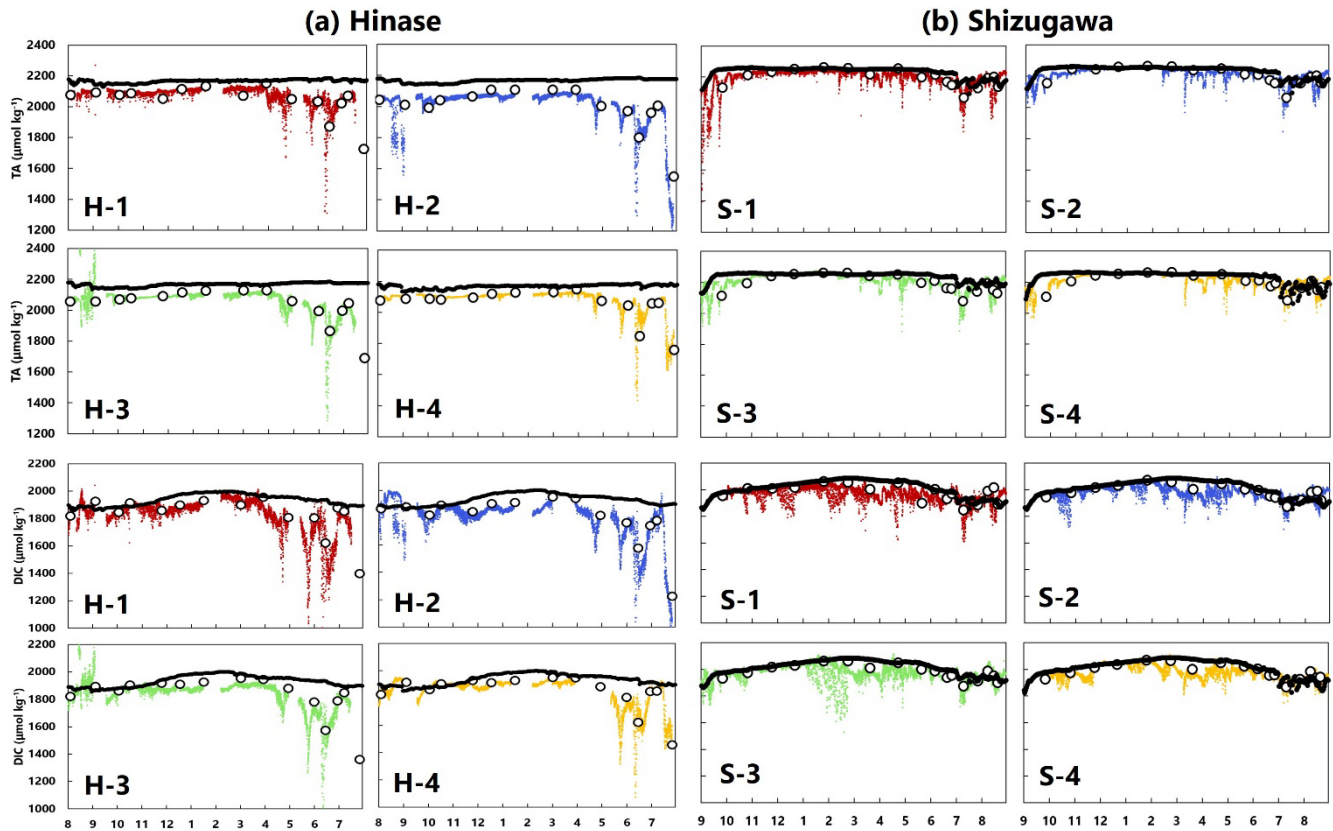 (a) Hinase (b) Shizugawa
TA (μmol kg⁻¹)
2400
2200
2000
1800
1600
1400
1200
H-1
H-2
S-1
S-2
TA (μmol kg⁻¹)
2400
2200
2000
1800
1600
1400
1200
H-3
H-4
S-3
S-4
DIC (μmol kg⁻¹)
2200
2000
1800
1600
1400
1200
1000
H-1
H-2
S-1
S-2
DIC (μmol kg⁻¹)
2200
2000
1800
1600
1400
1200
1000
H-3
H-4
S-3
S-4
8 9 10 11 12 1 2 3 4 5 6 7
8 9 10 11 12 1 2 3 4 5 6 7
9 10 11 12 1 2 3 4 5 6 7 8
9 10 11 12 1 2 3 4 5 6 7 8